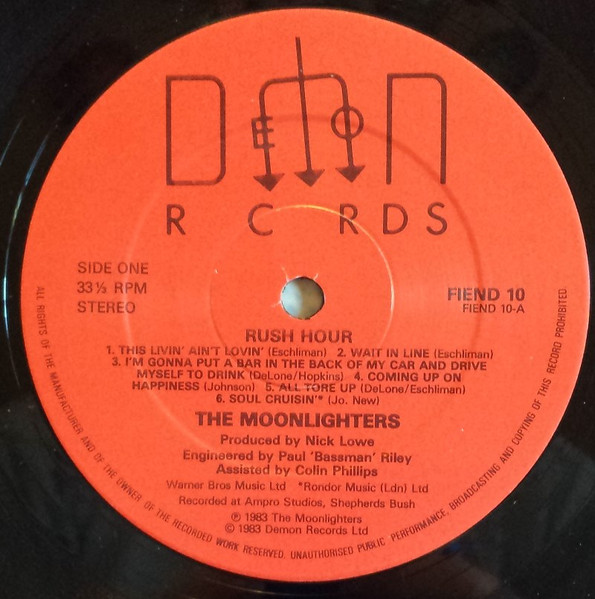 DEMON
RECORDS
SIDE ONE
33⅓ RPM
STEREO
FIEND 10
FIEND 10-A
RUSH HOUR
1. THIS LIVIN' AIN'T LOVIN' (Eschliman) 2. WAIT IN LINE (Eschliman)
3. I'M GONNA PUT A BAR IN THE BACK OF MY CAR AND DRIVE
MYSELF TO DRINK (DeLone/Hopkins) 4. COMING UP ON
HAPPINESS (Johnson) 5. ALL TORE UP (DeLone/Eschliman)
6. SOUL CRUISIN'* (Jo. New)
THE MOONLIGHTERS
Produced by Nick Lowe
Engineered by Paul 'Bassman' Riley
Assisted by Colin Phillips
Warner Bros Music Ltd *Rondor Music (Ldn) Ltd
Recorded at Ampro Studios, Shepherds Bush
℗ 1983 The Moonlighters
© 1983 Demon Records Ltd
ALL RIGHTS OF THE MANUFACTURER AND OF THE OWNER OF THE RECORDED WORK RESERVED. UNAUTHORISED PUBLIC PERFORMANCE, BROADCASTING AND COPYING OF THIS RECORD PROHIBITED